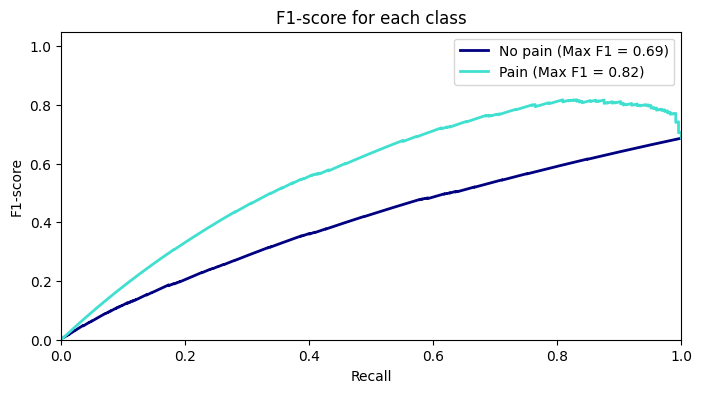 F1-score for each class
No pain (Max F1 = 0.69)
Pain (Max F1 = 0.82)
F1-score
1.0
0.8
0.6
0.4
0.2
0.0
0.0 0.2 0.4 0.6 0.8 1.0
Recall